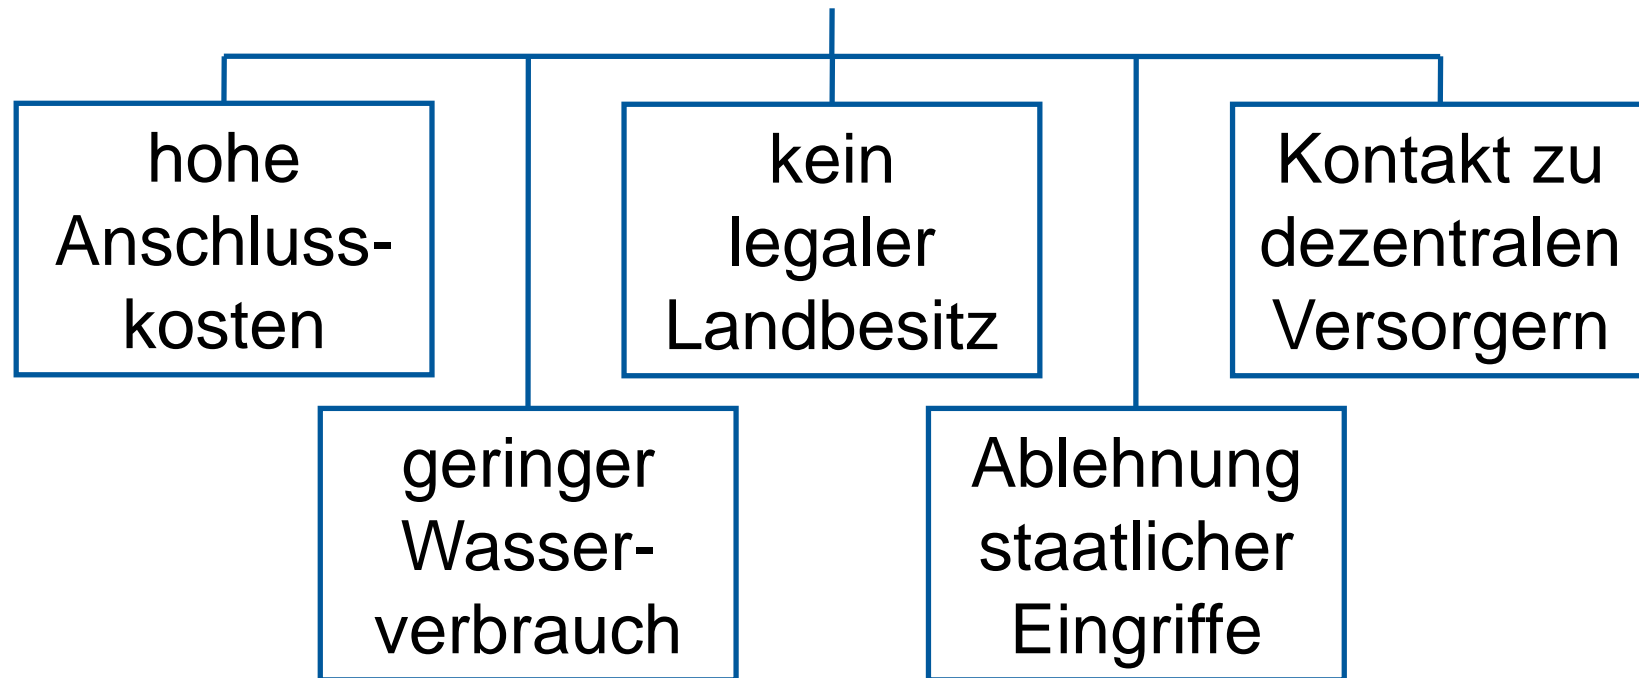 hohe
Anschluss-
kosten
kein
legaler
Landbesitz
Kontakt zu
dezentralen
Versorgern
geringer
Wasser-
verbrauch
Ablehnung
staatlicher
Eingriffe